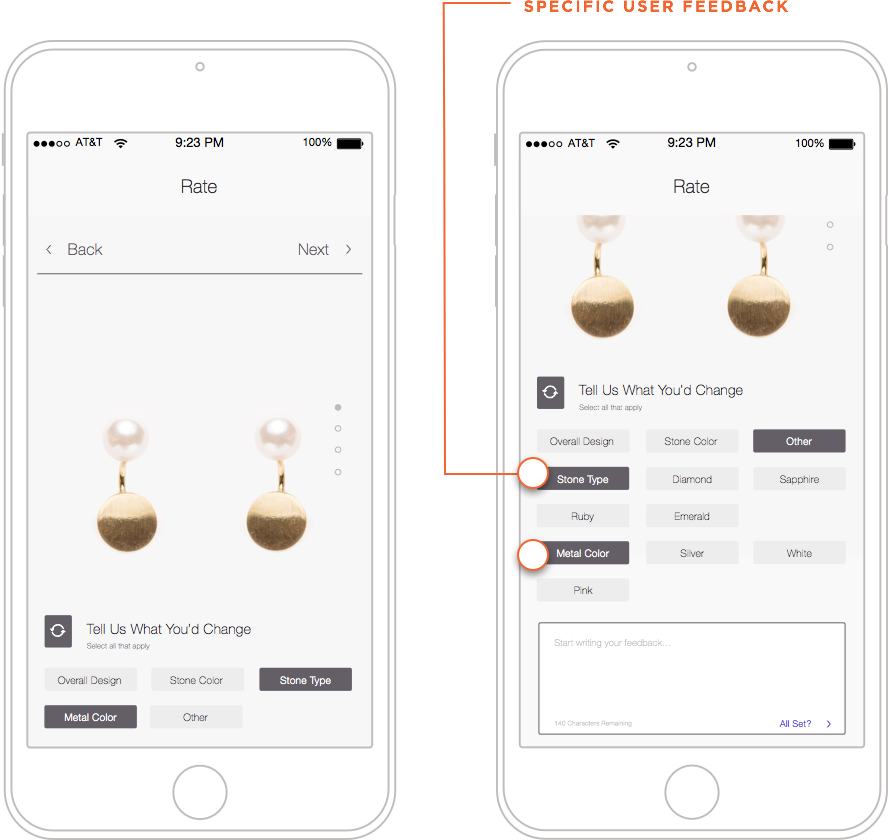 SPECIFIC USER FEEDBACK
AT&T 9:23 PM 100%
Rate
Back Next
Tell Us What You'd Change
Select all that apply
Overall Design Stone Color Stone Type
Metal Color Other
AT&T 9:23 PM 100%
Rate
Tell Us What You'd Change
Select all that apply
Overall Design Stone Color Other
Stone Type Diamond Sapphire
Ruby Emerald
Metal Color Silver White
Pink
Start writing your feedback...
140 Characters Remaining All Set?